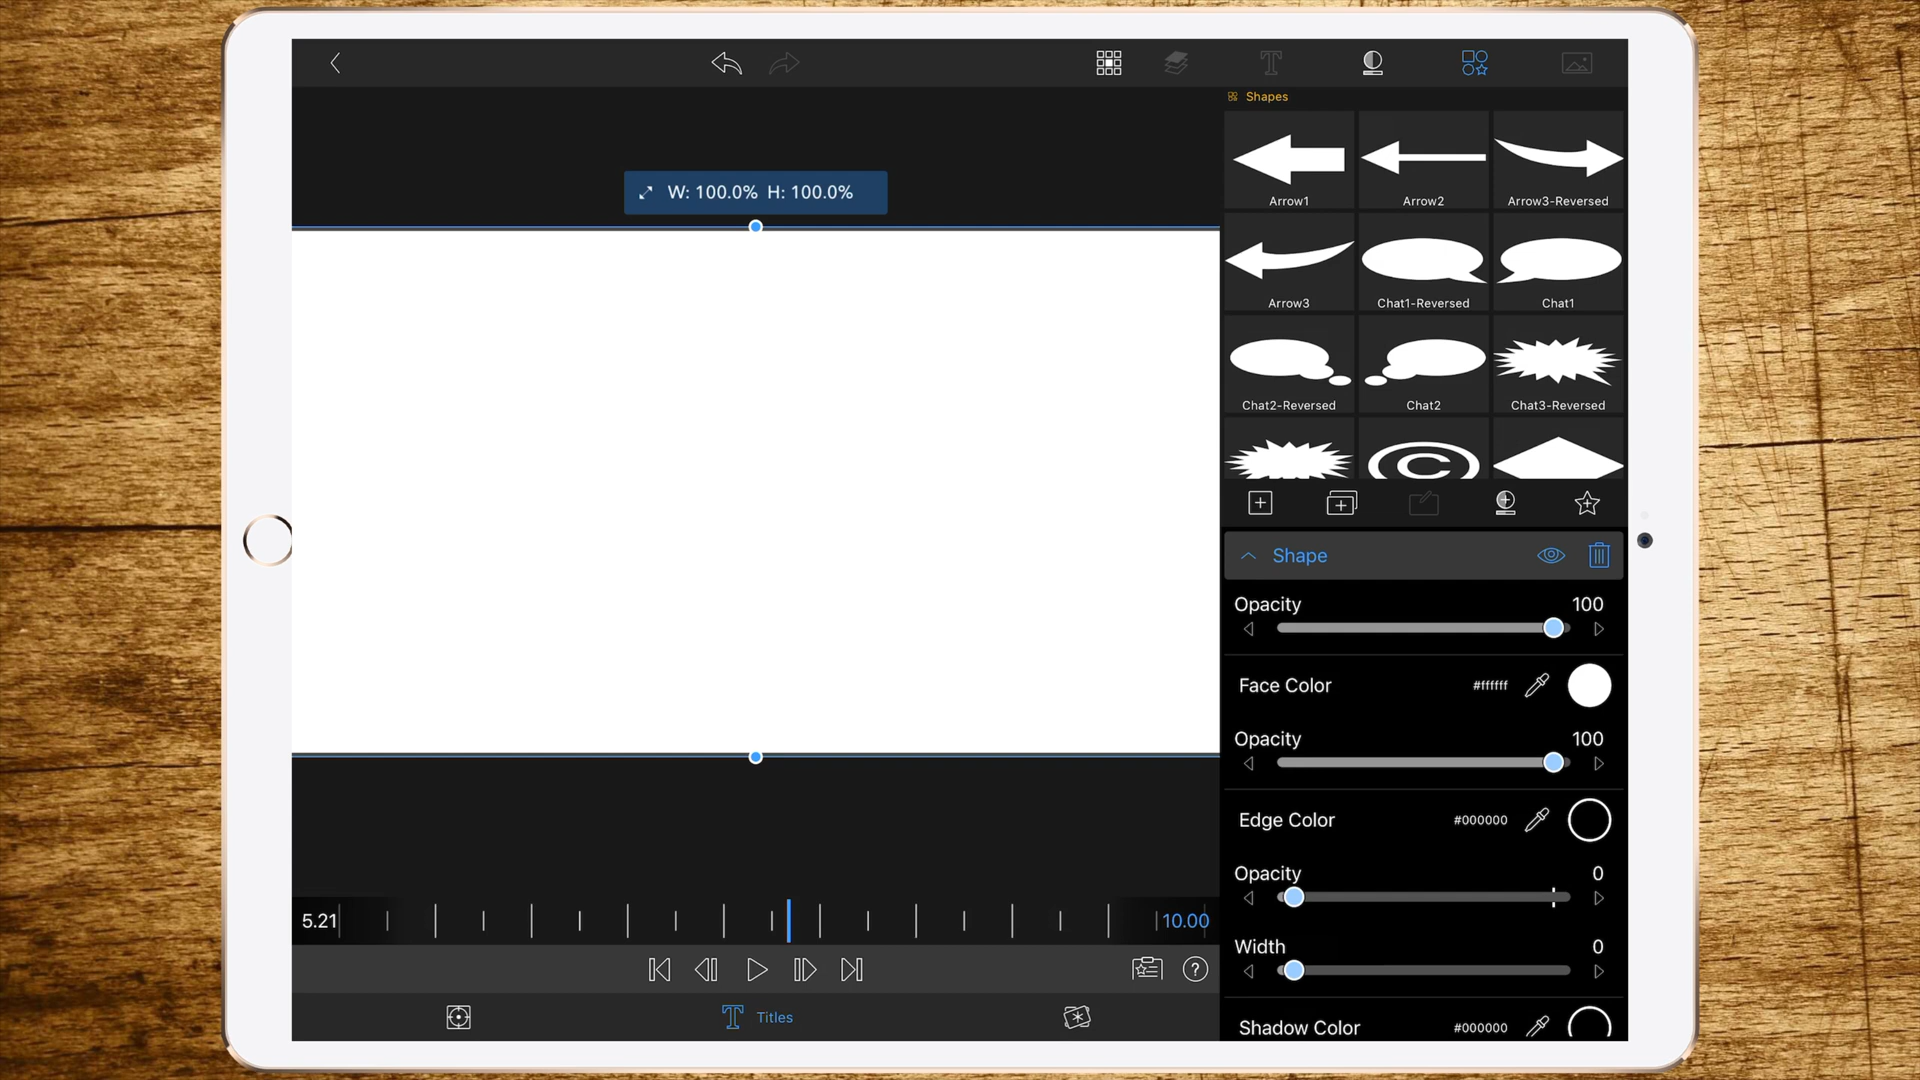 Shapes
W: 100.0% H: 100.0%
Arrow1
Arrow2
Arrow3-Reversed
Arrow3
Chat1-Reversed
Chat1
Chat2-Reversed
Chat2
Chat3-Reversed
C
Shape
Opacity 100
Face Color #ffffff
Opacity 100
Edge Color #000000
Opacity 0
Width 0
Shadow Color #000000
5.21
10.00
?
T Titles